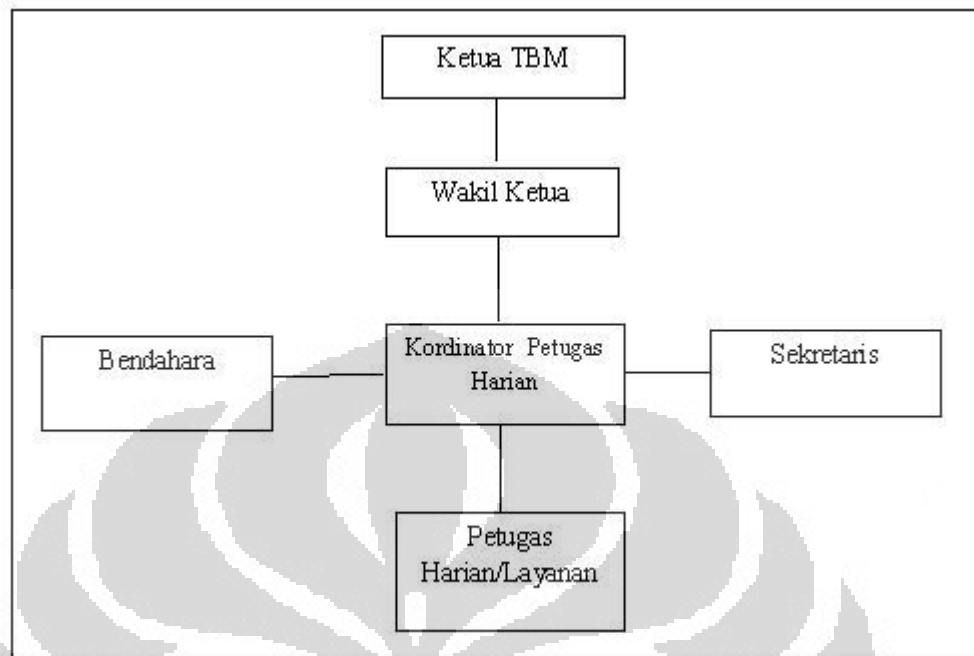 Ketua TBM
Wakil Ketua
Bendahara
Kordinator Petugas
Harian
Sekretaris
Petugas
Harian/Layanan